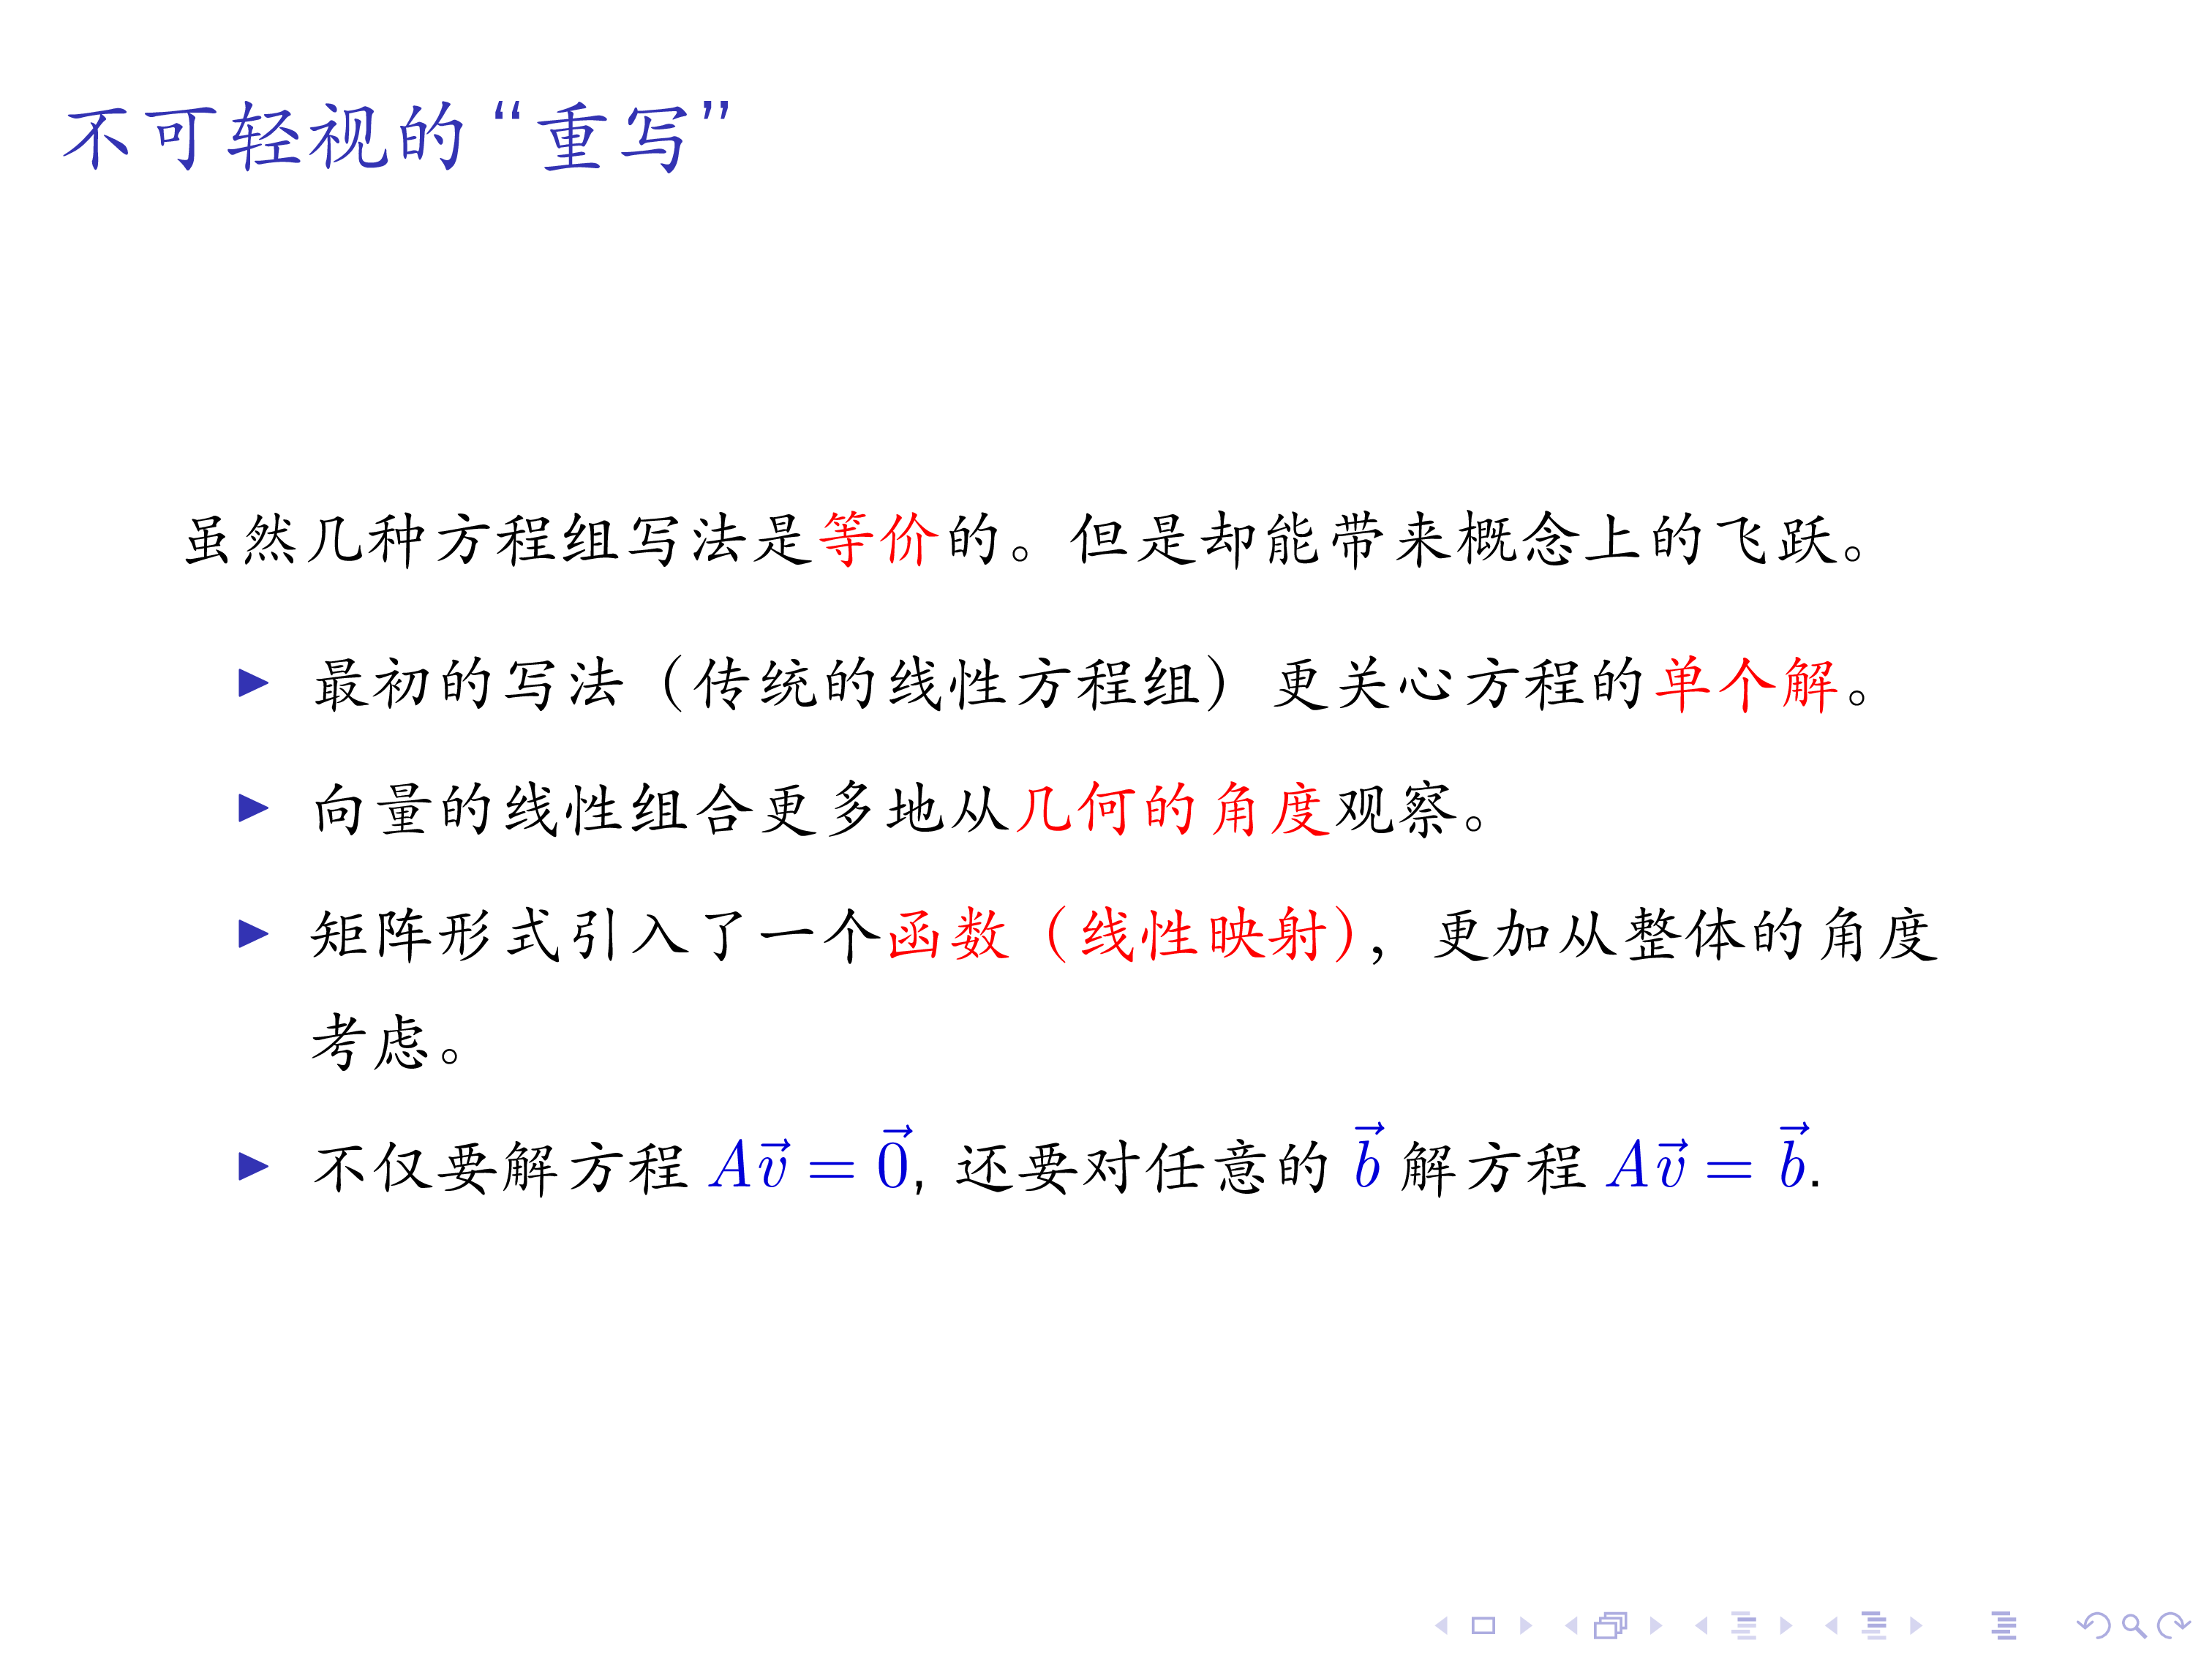 不可轻视的“重写”
虽然几种方程组写法是等价的。但是却能带来概念上的飞跃。
▶ 最初的写法（传统的线性方程组）更关心方程的单个解。
▶ 向量的线性组合更多地从几何的角度观察。
▶ 矩阵形式引入了一个函数（线性映射），更加从整体的角度
考虑。
▶ 不仅要解方程 $A\vec{v} = \vec{0}$, 还要对任意的 $\vec{b}$ 解方程 $A\vec{v} = \vec{b}$.